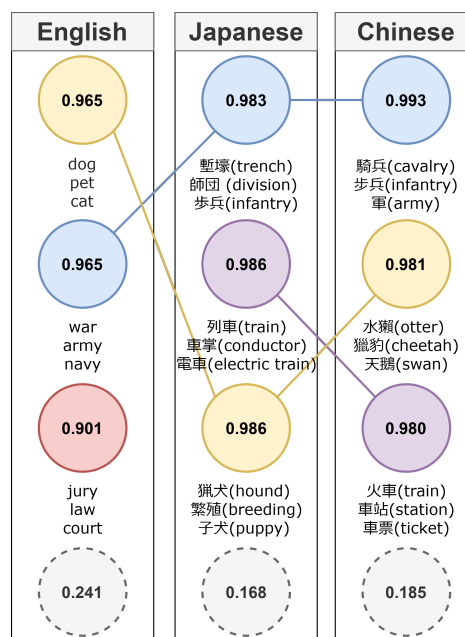 English
0.965
dog
pet
cat
0.965
war
army
navy
0.901
jury
law
court
0.241
Japanese
0.983
塹壕(trench)
師団 (division)
歩兵(infantry)
0.986
列車(train)
車掌(conductor)
電車(electric train)
0.986
猟犬(hound)
繁殖(breeding)
子犬(puppy)
0.168
Chinese
0.993
騎兵(cavalry)
步兵(infantry)
軍(army)
0.981
水獺(otter)
獵豹(cheetah)
天鵝(swan)
0.980
火車(train)
車站(station)
車票(ticket)
0.185